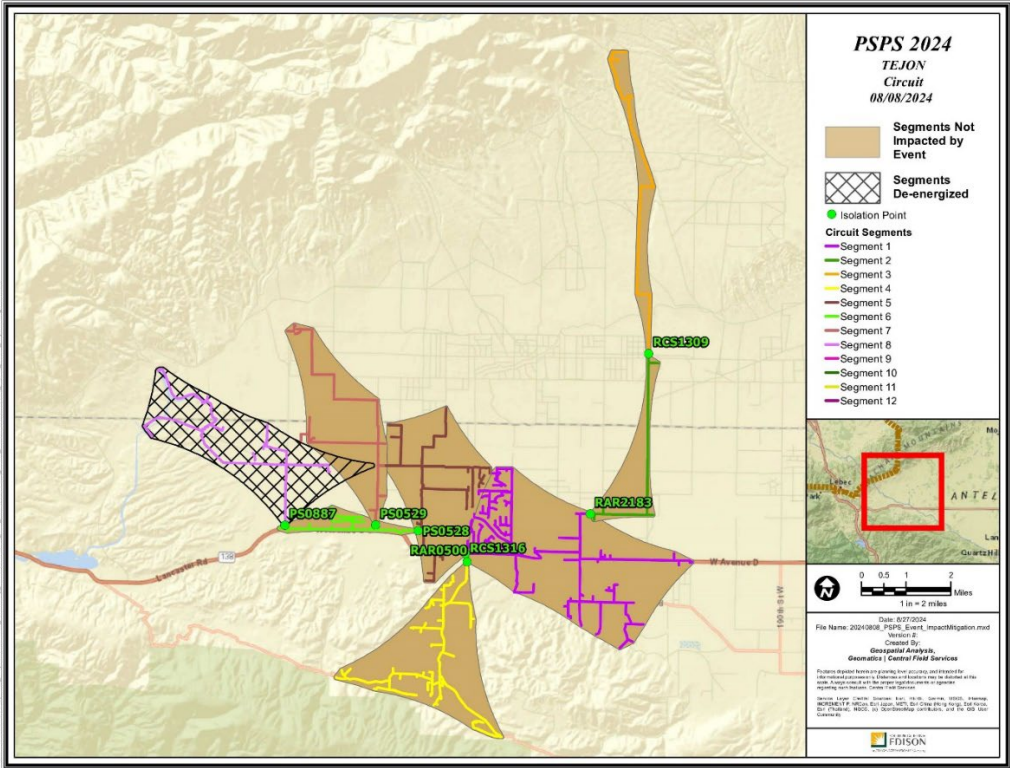 PSPS 2024
TEJON
Circuit
08/08/2024
Segments Not
Impacted by
Event
Segments
De-energized
Isolation Point
Circuit Segments
Segment 1
Segment 2
Segment 3
Segment 4
Segment 5
Segment 6
Segment 7
Segment 8
Segment 9
Segment 10
Segment 11
Segment 12
RCS1309
RAR2183
PS0887
PS0529
PS0528
RAR0500
RCS1316
138
Lancaster Rd
W Avenue D
Lebec
ANTEL
Quartz Hil
N
0 0.5 1 2
Miles
1 in = 2 miles
Date: 8/27/2024
File Name: 20240808_PSPS_Event_ImpactMitigation.mxd
Version #:
Created By:
Geospatial Analysis,
Geomatics | Central Field Services
EDISON